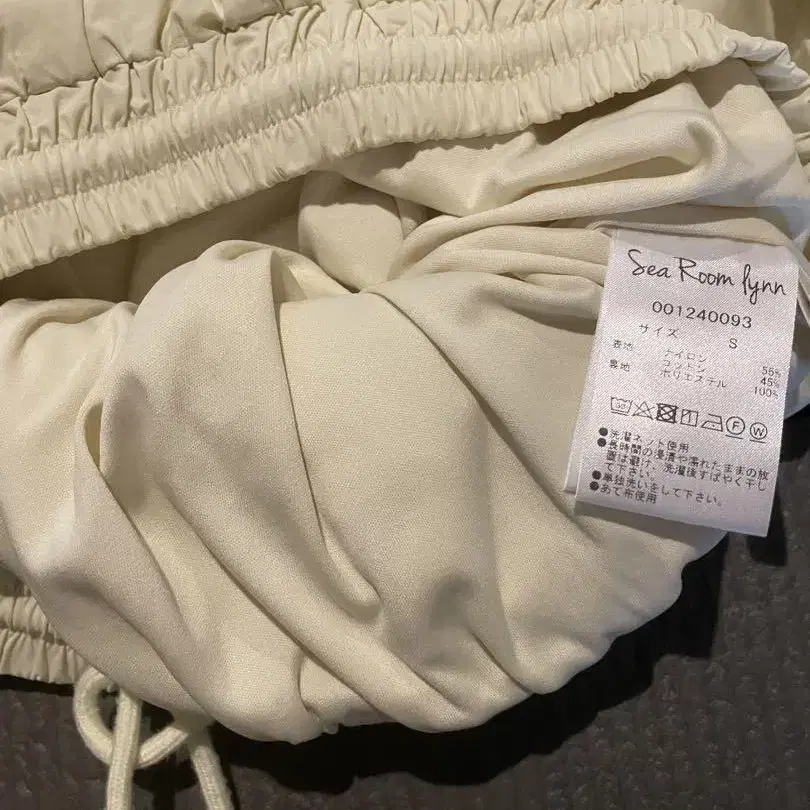 Sea Room lynn
001240093
サイズ S
表地 ナイロン 55%
コットン 45%
裏地 ポリエステル 100%
●洗濯ネット使用
●長時間の浸漬や濡れたままの放
置は避け、洗濯後すばやく干し
て下さい。
●単独洗いをして下さい。
●あて布使用